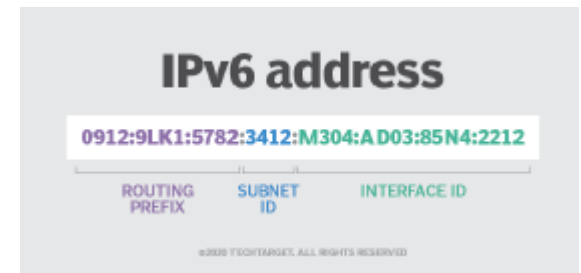 IPv6 address
0912:9LK1:5782:3412:M304:AD03:85N4:2212
ROUTING PREFIX
SUBNET ID
INTERFACE ID
©2020 TECHTARGET. ALL RIGHTS RESERVED